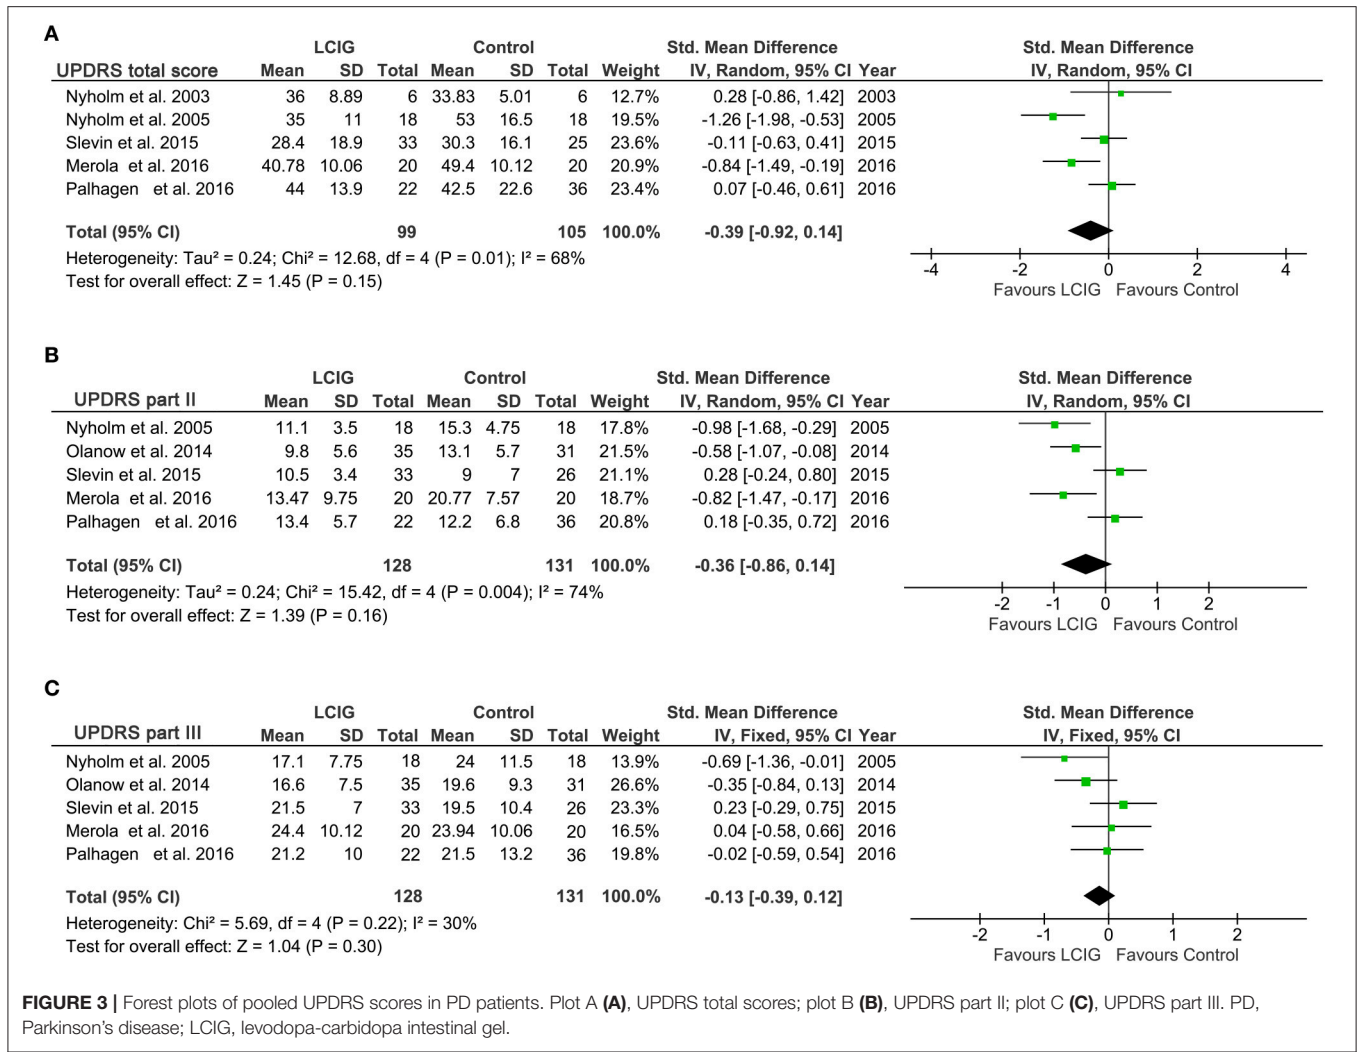 A
LCIG Control Std. Mean Difference Std. Mean Difference
UPDRS total score Mean SD Total Mean SD Total Weight IV, Random, 95% CI Year IV, Random, 95% CI
Nyholm et al. 2003 36 8.89 6 33.83 5.01 6 12.7% 0.28 [-0.86, 1.42] 2003
Nyholm et al. 2005 35 11 18 53 16.5 18 19.5% -1.26 [-1.98, -0.53] 2005
Slevin et al. 2015 28.4 18.9 33 30.3 16.1 25 23.6% -0.11 [-0.63, 0.41] 2015
Merola et al. 2016 40.78 10.06 20 49.4 10.12 20 20.9% -0.84 [-1.49, -0.19] 2016
Palhagen et al. 2016 44 13.9 22 42.5 22.6 36 23.4% 0.07 [-0.46, 0.61] 2016
Total (95% CI) 99 105 100.0% -0.39 [-0.92, 0.14]
Heterogeneity: Tau² = 0.24; Chi² = 12.68, df = 4 (P = 0.01); I² = 68%
Test for overall effect: Z = 1.45 (P = 0.15)
-4 -2 0 2 4
Favours LCIG Favours Control
B
LCIG Control Std. Mean Difference Std. Mean Difference
UPDRS part II Mean SD Total Mean SD Total Weight IV, Random, 95% CI Year IV, Random, 95% CI
Nyholm et al. 2005 11.1 3.5 18 15.3 4.75 18 17.8% -0.98 [-1.68, -0.29] 2005
Olanow et al. 2014 9.8 5.6 35 13.1 5.7 31 21.5% -0.58 [-1.07, -0.08] 2014
Slevin et al. 2015 10.5 3.4 33 9 7 26 21.1% 0.28 [-0.24, 0.80] 2015
Merola et al. 2016 13.47 9.75 20 20.77 7.57 20 18.7% -0.82 [-1.47, -0.17] 2016
Palhagen et al. 2016 13.4 5.7 22 12.2 6.8 36 20.8% 0.18 [-0.35, 0.72] 2016
Total (95% CI) 128 131 100.0% -0.36 [-0.86, 0.14]
Heterogeneity: Tau² = 0.24; Chi² = 15.42, df = 4 (P = 0.004); I² = 74%
Test for overall effect: Z = 1.39 (P = 0.16)
-2 -1 0 1 2
Favours LCIG Favours Control
C
LCIG Control Std. Mean Difference Std. Mean Difference
UPDRS part III Mean SD Total Mean SD Total Weight IV, Fixed, 95% CI Year IV, Fixed, 95% CI
Nyholm et al. 2005 17.1 7.75 18 24 11.5 18 13.9% -0.69 [-1.36, -0.01] 2005
Olanow et al. 2014 16.6 7.5 35 19.6 9.3 31 26.6% -0.35 [-0.84, 0.13] 2014
Slevin et al. 2015 21.5 7 33 19.5 10.4 26 23.3% 0.23 [-0.29, 0.75] 2015
Merola et al. 2016 24.4 10.12 20 23.94 10.06 20 16.5% 0.04 [-0.58, 0.66] 2016
Palhagen et al. 2016 21.2 10 22 21.5 13.2 36 19.8% -0.02 [-0.59, 0.54] 2016
Total (95% CI) 128 131 100.0% -0.13 [-0.39, 0.12]
Heterogeneity: Chi² = 5.69, df = 4 (P = 0.22); I² = 30%
Test for overall effect: Z = 1.04 (P = 0.30)
-2 -1 0 1 2
Favours LCIG Favours Control
FIGURE 3 | Forest plots of pooled UPDRS scores in PD patients. Plot A (A), UPDRS total scores; plot B (B), UPDRS part II; plot C (C), UPDRS part III. PD,
Parkinson's disease; LCIG, levodopa-carbidopa intestinal gel.